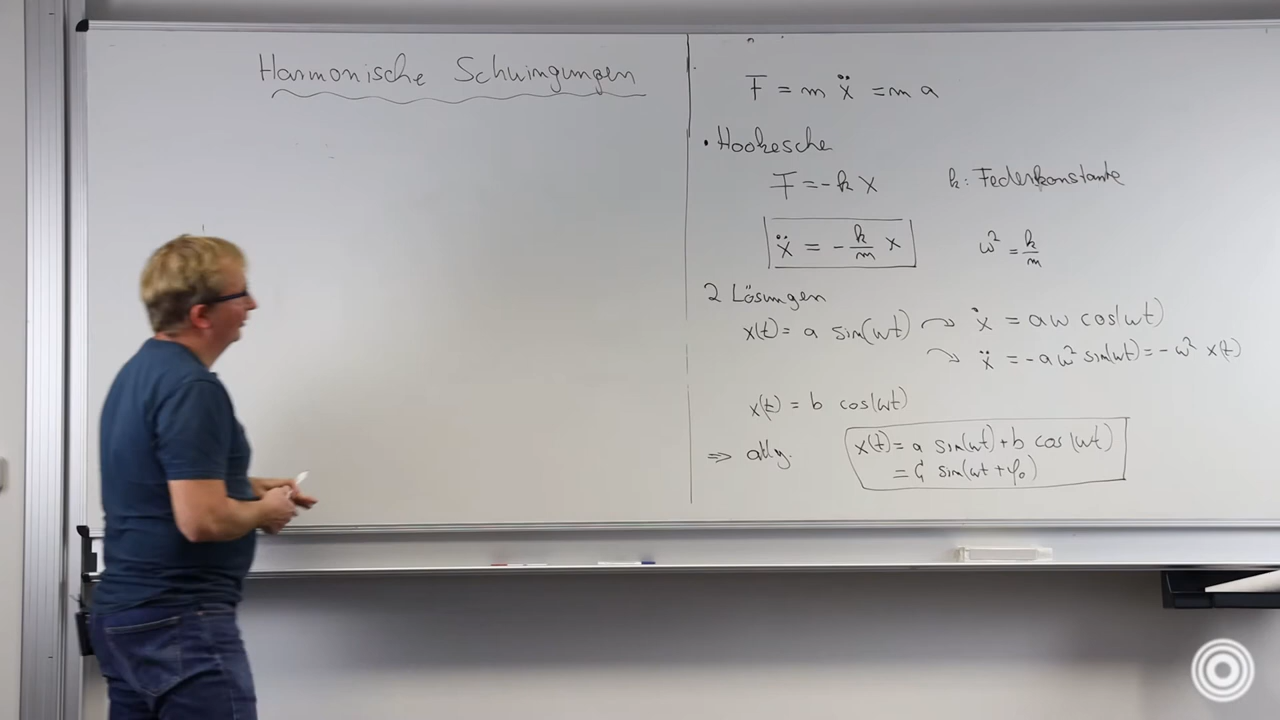 Harmonische Schwingungen
F = m ẍ = m a
• Hookesche
F = -k x k: Federkonstante
ẍ = - k/m x ω² = k/m
2 Lösungen
x(t) = a sin(ωt) ↷ ẋ = aω cos(ωt)
↷ ẍ = -aω² sin(ωt) = -ω² x(t)
x(t) = b cos(ωt)
⇒ allg. x(t) = a sin(ωt) + b cos(ωt)
= C sin(ωt + φ₀)